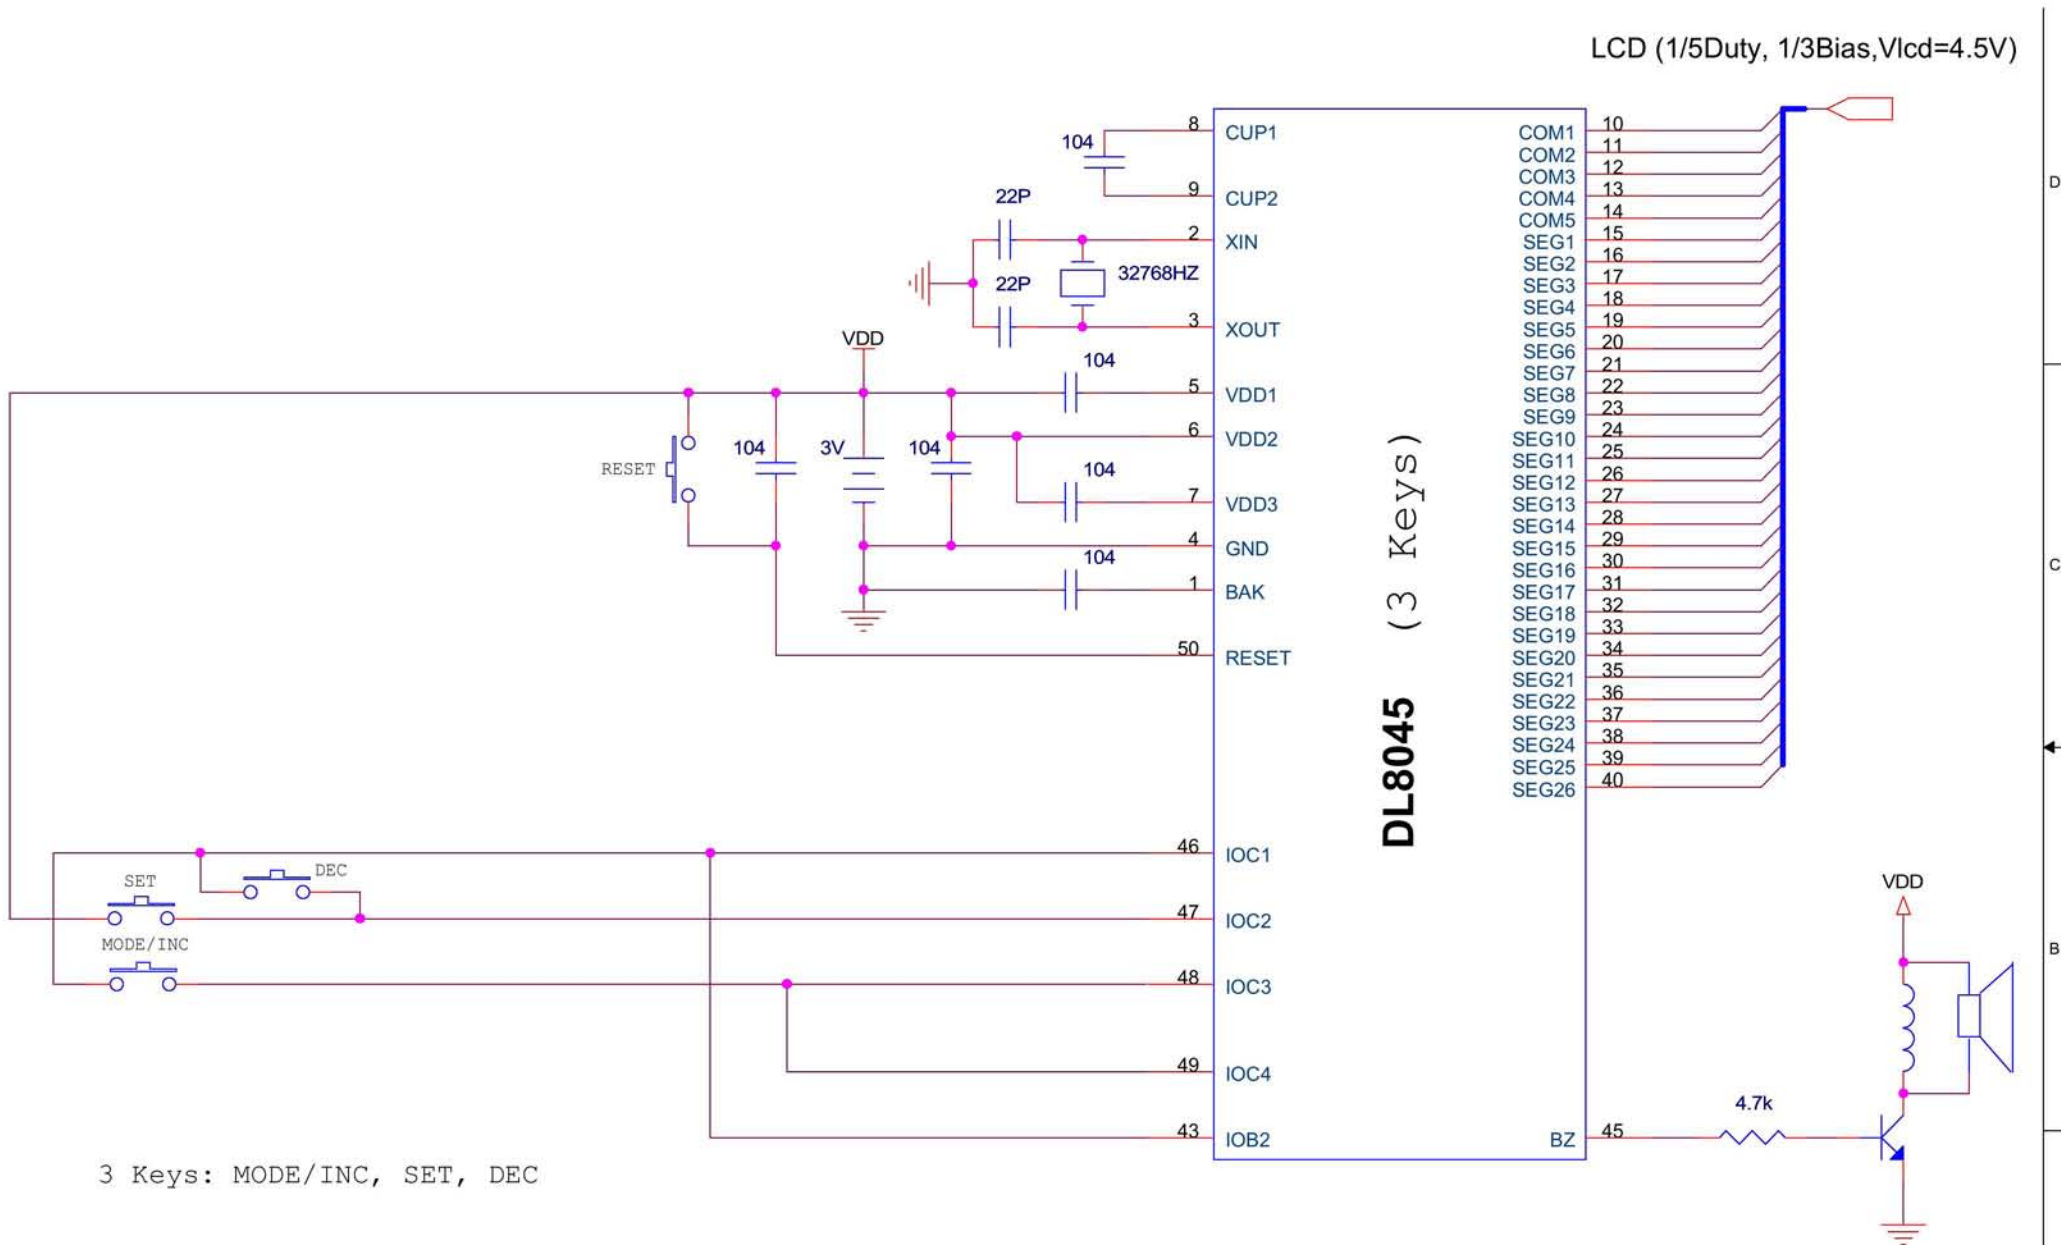 LCD (1/5Duty, 1/3Bias,Vlcd=4.5V)
8
CUP1
104
9
CUP2
22P
2
XIN
32768HZ
22P
3
XOUT
VDD
104
5
VDD1
6
VDD2
RESET
104
3V
104
104
7
VDD3
4
GND
104
1
BAK
50
RESET
DL8045 (3 Keys)
COM1 10
COM2 11
COM3 12
COM4 13
COM5 14
SEG1 15
SEG2 16
SEG3 17
SEG4 18
SEG5 19
SEG6 20
SEG7 21
SEG8 22
SEG9 23
SEG10 24
SEG11 25
SEG12 26
SEG13 27
SEG14 28
SEG15 29
SEG16 30
SEG17 31
SEG18 32
SEG19 33
SEG20 34
SEG21 35
SEG22 36
SEG23 37
SEG24 38
SEG25 39
SEG26 40
D
C
B
46
IOC1
DEC
SET
47
IOC2
MODE/INC
48
IOC3
49
IOC4
43
IOB2
BZ 45
4.7k
VDD
3 Keys: MODE/INC, SET, DEC